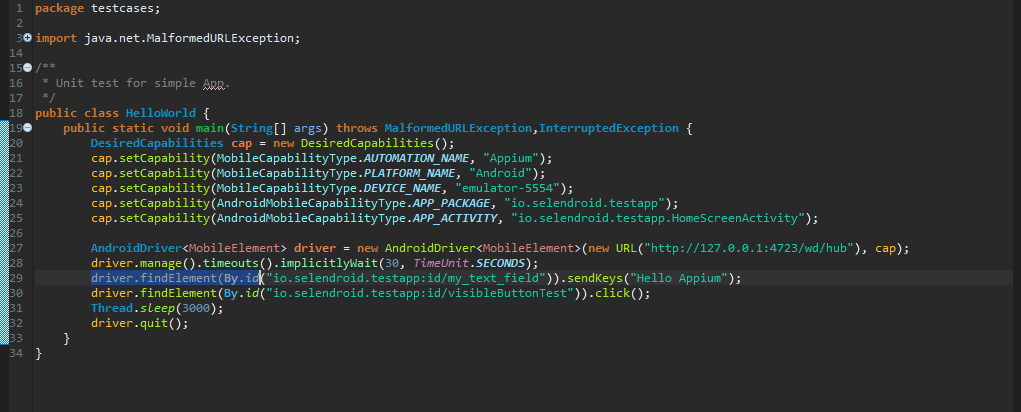 1 package testcases;
2
3 import java.net.MalformedURLException;
14
15 /**
16  * Unit test for simple App.
17  */
18 public class HelloWorld {
19     public static void main(String[] args) throws MalformedURLException,InterruptedException {
20         DesiredCapabilities cap = new DesiredCapabilities();
21         cap.setCapability(MobileCapabilityType.AUTOMATION_NAME, "Appium");
22         cap.setCapability(MobileCapabilityType.PLATFORM_NAME, "Android");
23         cap.setCapability(MobileCapabilityType.DEVICE_NAME, "emulator-5554");
24         cap.setCapability(AndroidMobileCapabilityType.APP_PACKAGE, "io.selendroid.testapp");
25         cap.setCapability(AndroidMobileCapabilityType.APP_ACTIVITY, "io.selendroid.testapp.HomeScreenActivity");
26
27         AndroidDriver<MobileElement> driver = new AndroidDriver<MobileElement>(new URL("http://127.0.0.1:4723/wd/hub"), cap);
28         driver.manage().timeouts().implicitlyWait(30, TimeUnit.SECONDS);
29         driver.findElement(By.id("io.selendroid.testapp:id/my_text_field")).sendKeys("Hello Appium");
30         driver.findElement(By.id("io.selendroid.testapp:id/visibleButtonTest")).click();
31         Thread.sleep(3000);
32         driver.quit();
33     }
34 }